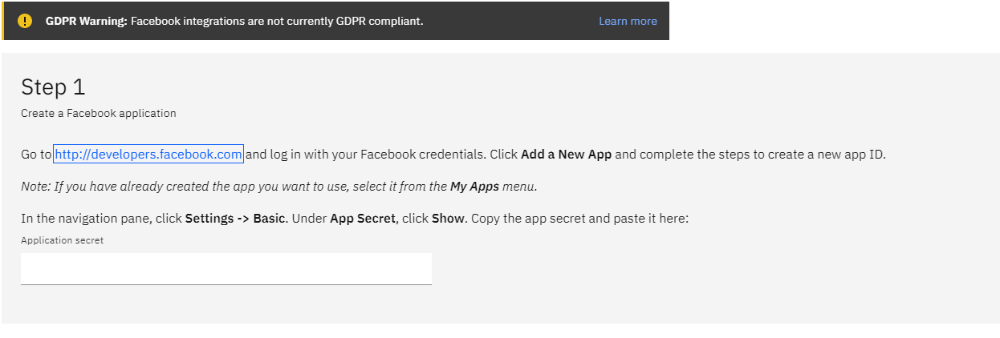 GDPR Warning: Facebook integrations are not currently GDPR compliant. Learn more
Step 1
Create a Facebook application
Go to http://developers.facebook.com and log in with your Facebook credentials. Click Add a New App and complete the steps to create a new app ID.
Note: If you have already created the app you want to use, select it from the My Apps menu.
In the navigation pane, click Settings -> Basic. Under App Secret, click Show. Copy the app secret and paste it here:
Application secret